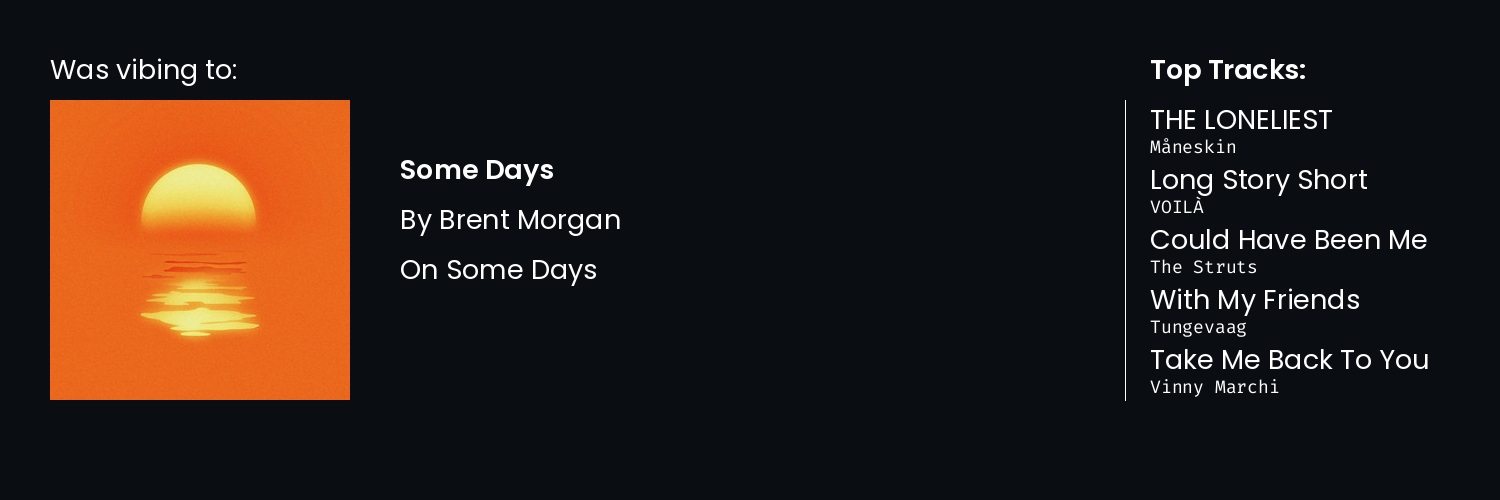 Was vibing to:
Some Days
By Brent Morgan
On Some Days
Top Tracks:
THE LONELIEST
Måneskin
Long Story Short
VOILÀ
Could Have Been Me
The Struts
With My Friends
Tungevaag
Take Me Back To You
Vinny Marchi